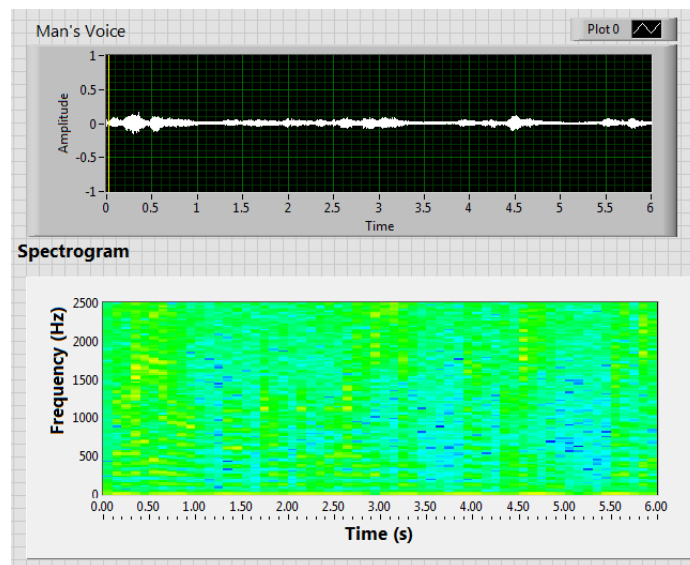 Man's Voice
Plot 0
Amplitude
1
0.5
0
-0.5
-1
0 0.5 1 1.5 2 2.5 3 3.5 4 4.5 5 5.5 6
Time
Spectrogram
Frequency (Hz)
2500
2000
1500
1000
500
0
0.00 0.50 1.00 1.50 2.00 2.50 3.00 3.50 4.00 4.50 5.00 5.50 6.00
Time (s)